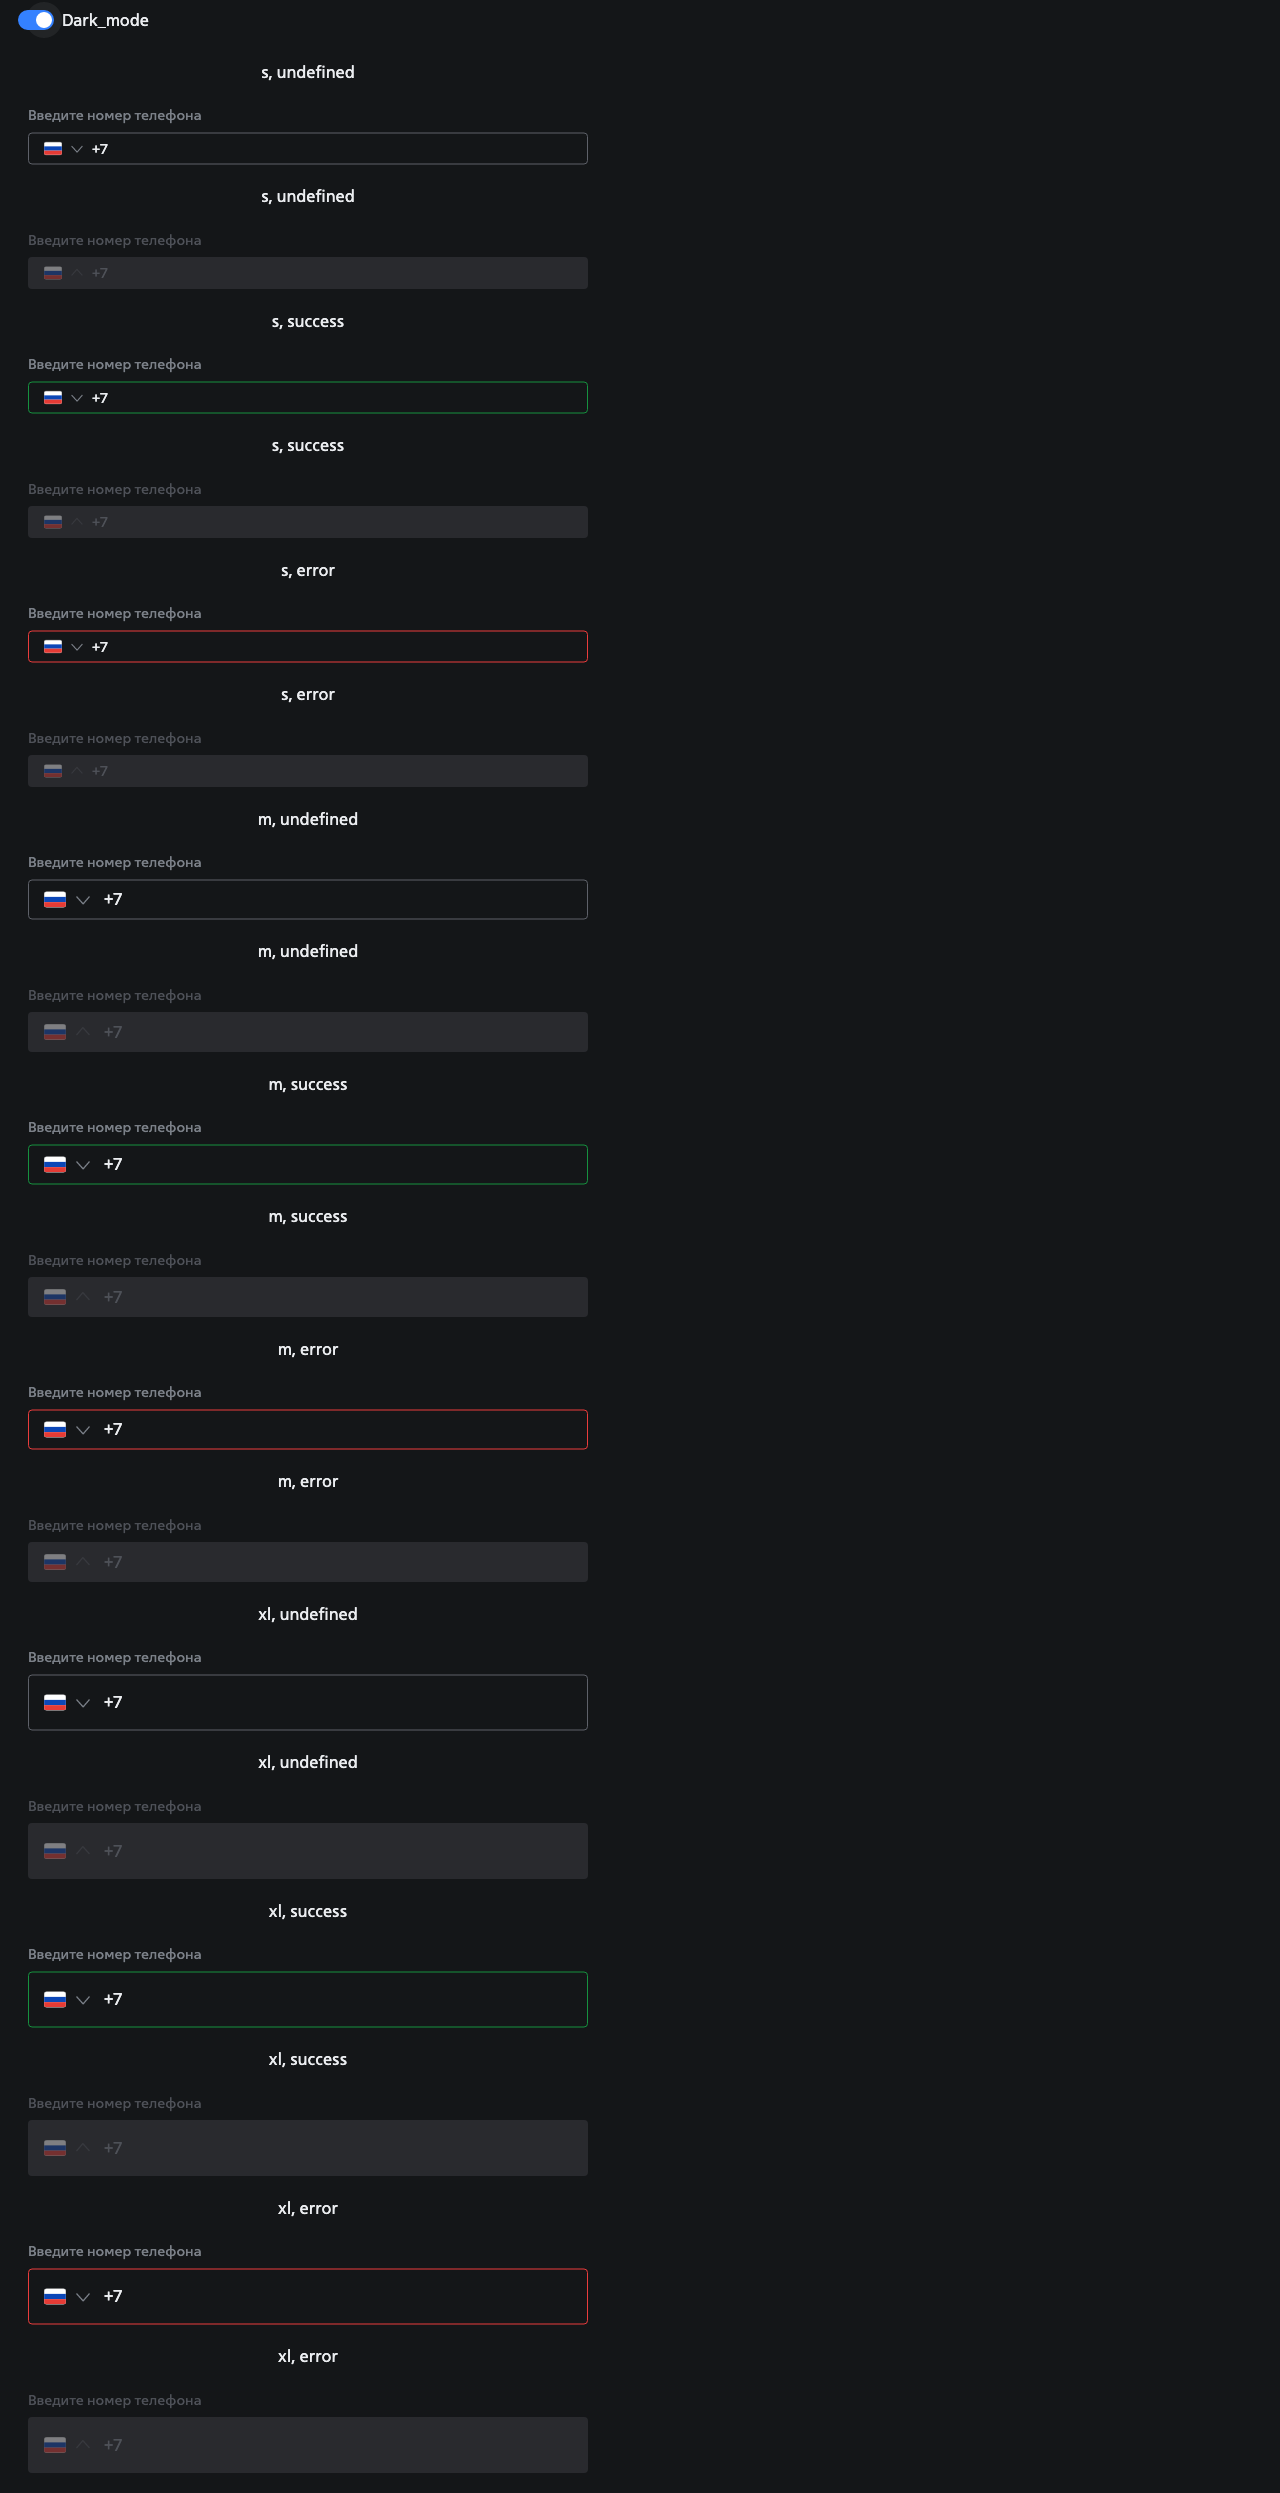 Dark_mode
s, undefined
Введите номер телефона
+7
s, undefined
Введите номер телефона
+7
s, success
Введите номер телефона
+7
s, success
Введите номер телефона
+7
s, error
Введите номер телефона
+7
s, error
Введите номер телефона
+7
m, undefined
Введите номер телефона
+7
m, undefined
Введите номер телефона
+7
m, success
Введите номер телефона
+7
m, success
Введите номер телефона
+7
m, error
Введите номер телефона
+7
m, error
Введите номер телефона
+7
xl, undefined
Введите номер телефона
+7
xl, undefined
Введите номер телефона
+7
xl, success
Введите номер телефона
+7
xl, success
Введите номер телефона
+7
xl, error
Введите номер телефона
+7
xl, error
Введите номер телефона
+7